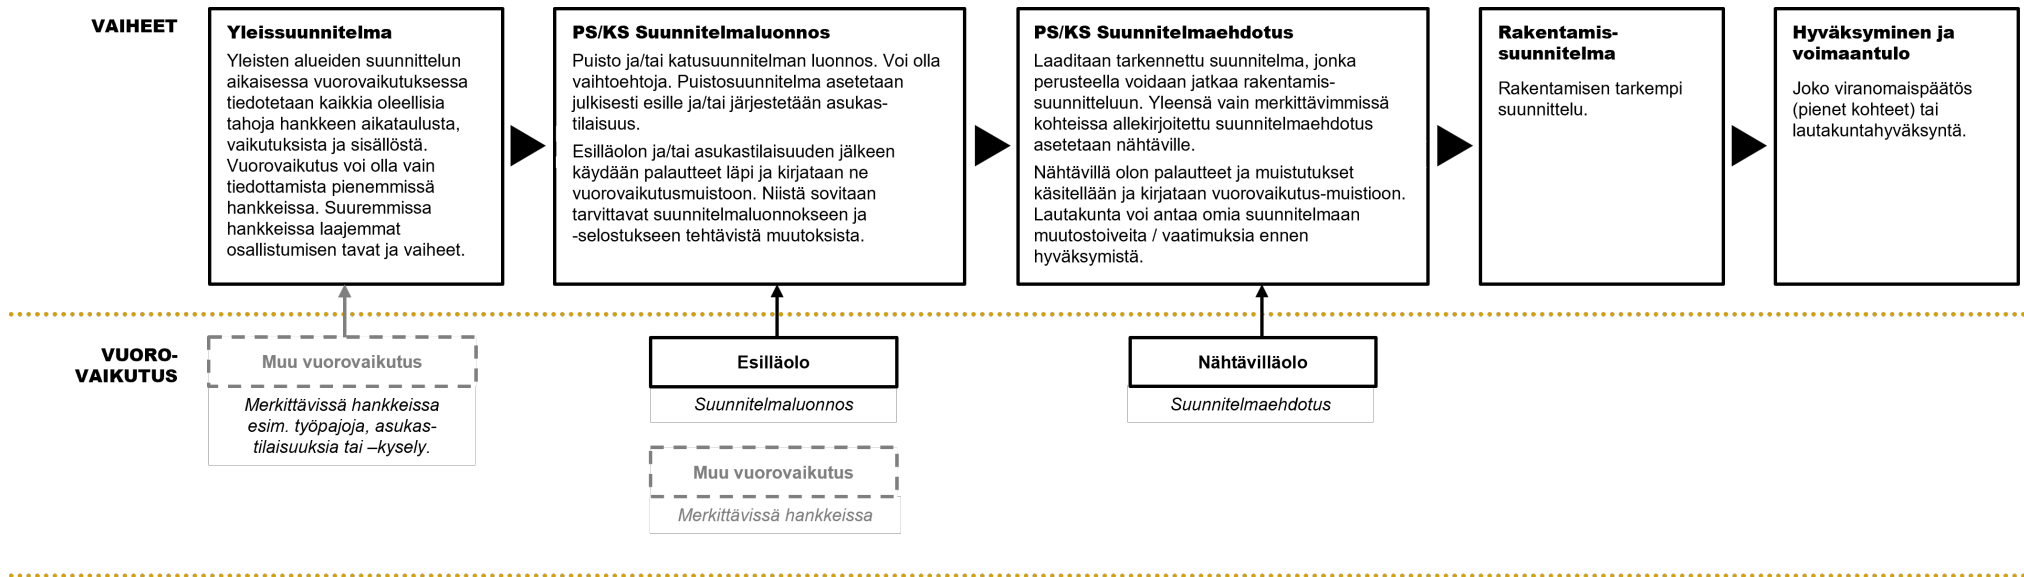 VAIHEET
Yleissuunnitelma
Yleisten alueiden suunnittelun
aikaisessa vuorovaikutuksessa
tiedotetaan kaikkia oleellisia
tahoja hankkeen aikataulusta,
vaikutuksista ja sisällöstä.
Vuorovaikutus voi olla vain
tiedottamista pienemmissä
hankkeissa. Suuremmissa
hankkeissa laajemmat
osallistumisen tavat ja vaiheet.
PS/KS Suunnitelmaluonnos
Puisto ja/tai katusuunnitelman luonnos. Voi olla
vaihtoehtoja. Puistosuunnitelma asetetaan
julkisesti esille ja/tai järjestetään asukas-
tilaisuus.
Esilläolon ja/tai asukastilaisuuden jälkeen
käydään palautteet läpi ja kirjataan ne
vuorovaikutusmuistoon. Niistä sovitaan
tarvittavat suunnitelmaluonnokseen ja
-selostukseen tehtävistä muutoksista.
PS/KS Suunnitelmaehdotus
Laaditaan tarkennettu suunnitelma, jonka
perusteella voidaan jatkaa rakentamis-
suunnitteluun. Yleensä vain merkittävimmissä
kohteissa allekirjoitettu suunnitelmaehdotus
asetetaan nähtäville.
Nähtävillä olon palautteet ja muistutukset
käsitellään ja kirjataan vuorovaikutus-muistioon.
Lautakunta voi antaa omia suunnitelmaan
muutostoiveita / vaatimuksia ennen
hyväksymistä.
Rakentamis-
suunnitelma
Rakentamisen tarkempi
suunnittelu.
Hyväksyminen ja
voimaantulo
Joko viranomaispäätös
(pienet kohteet) tai
lautakuntahyväksyntä.
VUORO-
VAIKUTUS
Muu vuorovaikutus
Merkittävissä hankkeissa
esim. työpajoja, asukas-
tilaisuuksia tai –kysely.
Esilläolo
Suunnitelmaluonnos
Muu vuorovaikutus
Merkittävissä hankkeissa
Nähtävilläolo
Suunnitelmaehdotus